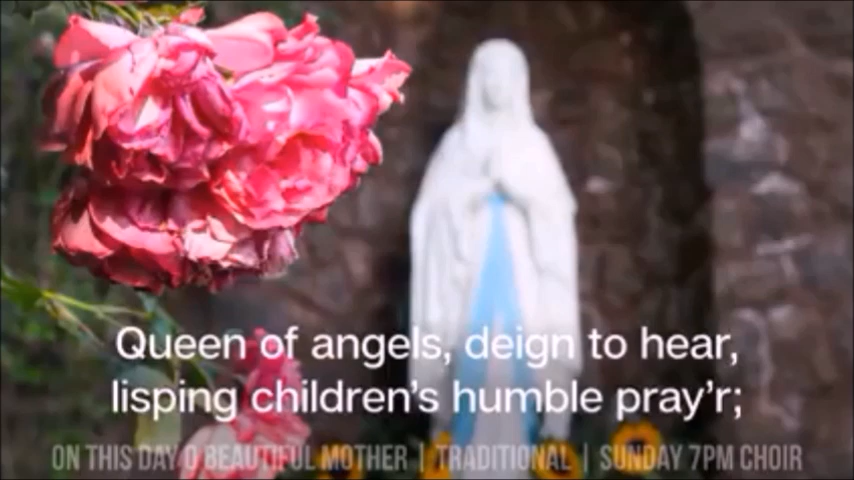 Queen of angels, deign to hear,
lisping children's humble pray'r;
ON THIS DAY O BEAUTIFUL MOTHER | TRADITIONAL | SUNDAY 7PM CHOIR